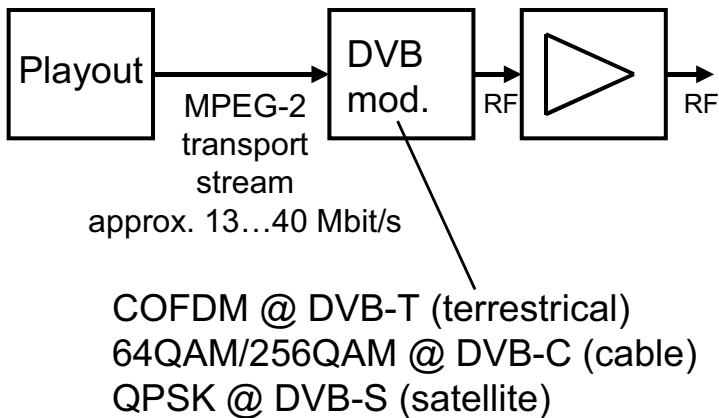 Playout
DVB
mod.
MPEG-2
transport
stream
approx. 13…40 Mbit/s
RF
RF
COFDM @ DVB-T (terrestrical)
64QAM/256QAM @ DVB-C (cable)
QPSK @ DVB-S (satellite)